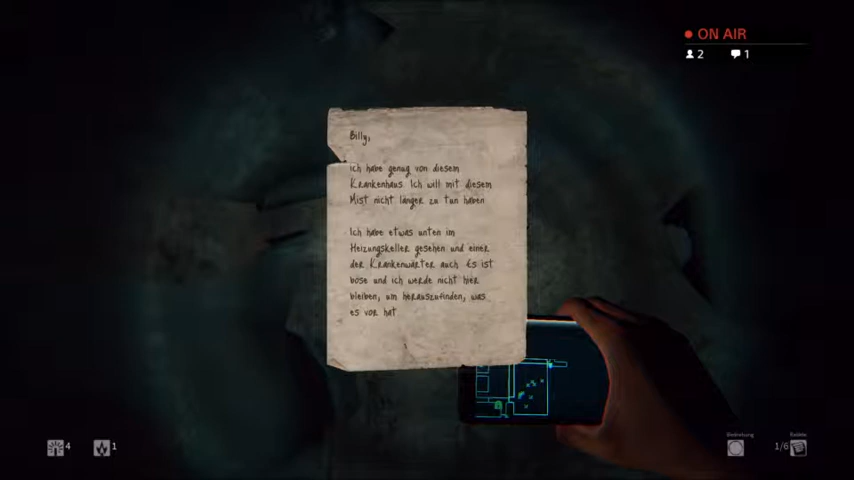 ON AIR
2 1
Billy,
ich habe genug von diesem
Krankenhaus. Ich will mit diesem
Mist nicht länger zu tun haben
Ich habe etwas unten im
Heizungskeller gesehen und einer
der Krankenwärter auch. Es ist
böse und ich werde nicht hier
bleiben, um herauszufinden, was
es vor hat
4 1
1/6